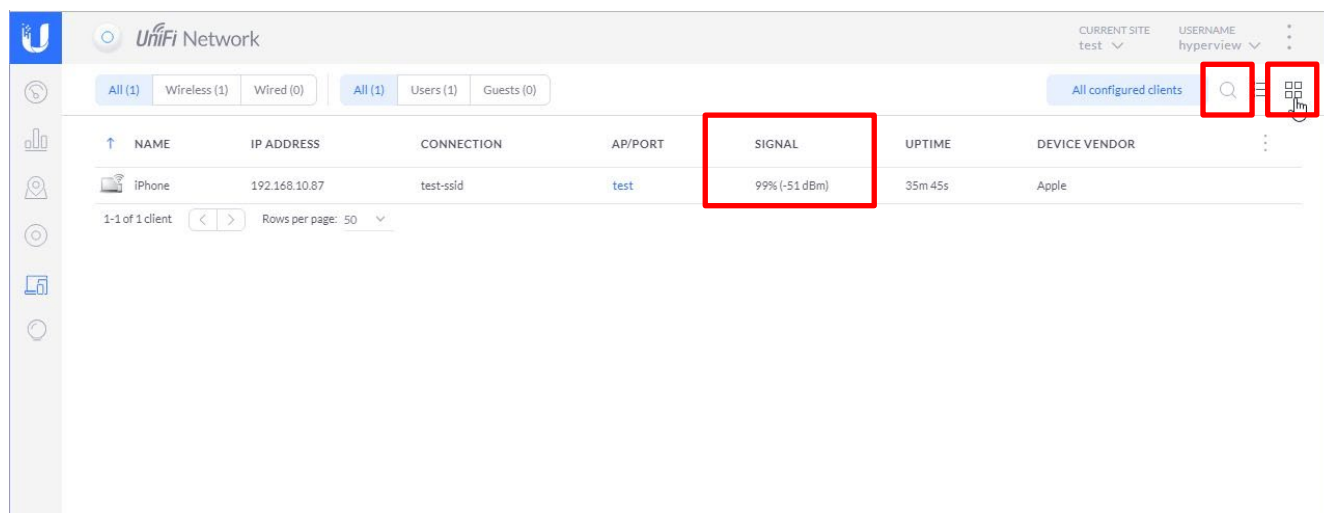 UniFi Network
CURRENT SITE
test
USERNAME
hyperview
All (1) Wireless (1) Wired (0) All (1) Users (1) Guests (0) All configured clients
NAME IP ADDRESS CONNECTION AP/PORT SIGNAL UPTIME DEVICE VENDOR
iPhone 192.168.10.87 test-ssid test 99% (-51 dBm) 35m 45s Apple
1-1 of 1 client Rows per page: 50